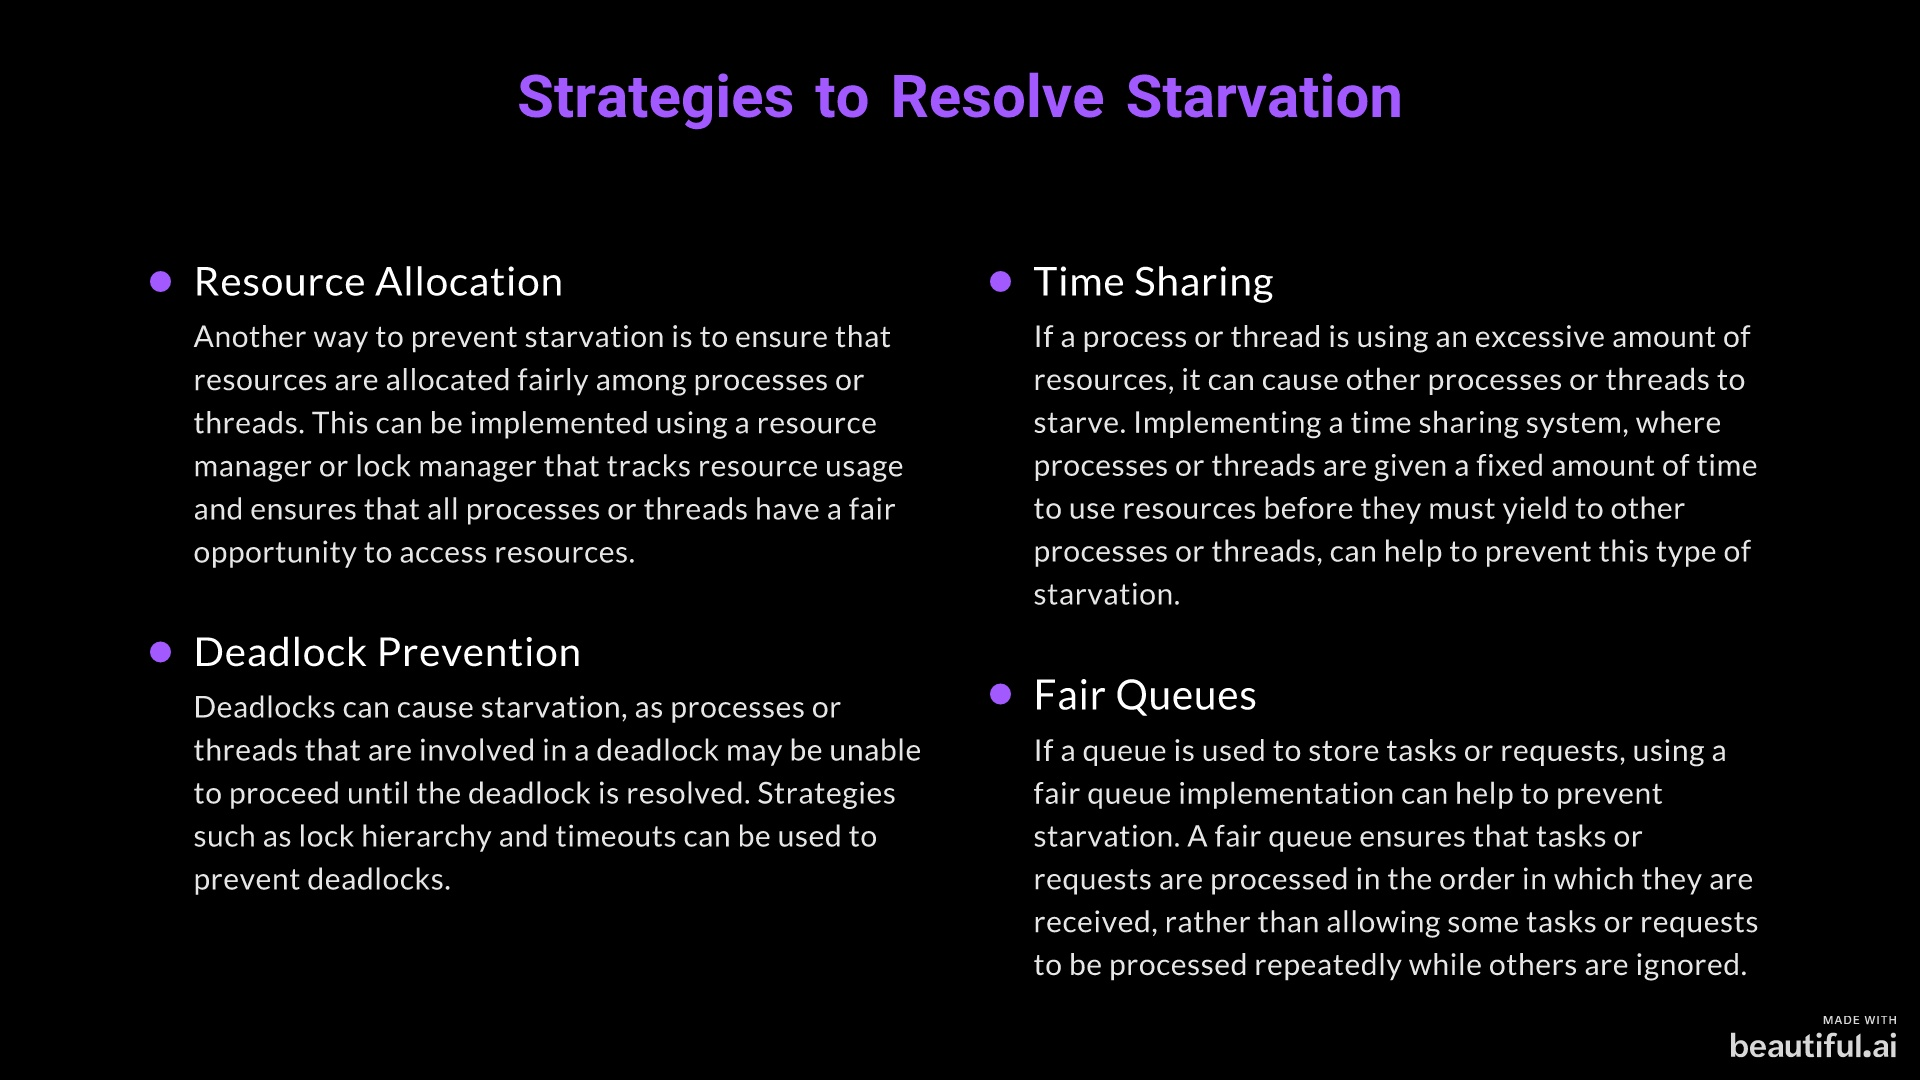 Strategies to Resolve Starvation
Resource Allocation
Another way to prevent starvation is to ensure that
resources are allocated fairly among processes or
threads. This can be implemented using a resource
manager or lock manager that tracks resource usage
and ensures that all processes or threads have a fair
opportunity to access resources.
Deadlock Prevention
Deadlocks can cause starvation, as processes or
threads that are involved in a deadlock may be unable
to proceed until the deadlock is resolved. Strategies
such as lock hierarchy and timeouts can be used to
prevent deadlocks.
Time Sharing
If a process or thread is using an excessive amount of
resources, it can cause other processes or threads to
starve. Implementing a time sharing system, where
processes or threads are given a fixed amount of time
to use resources before they must yield to other
processes or threads, can help to prevent this type of
starvation.
Fair Queues
If a queue is used to store tasks or requests, using a
fair queue implementation can help to prevent
starvation. A fair queue ensures that tasks or
requests are processed in the order in which they are
received, rather than allowing some tasks or requests
to be processed repeatedly while others are ignored.
MADE WITH
beautiful.ai